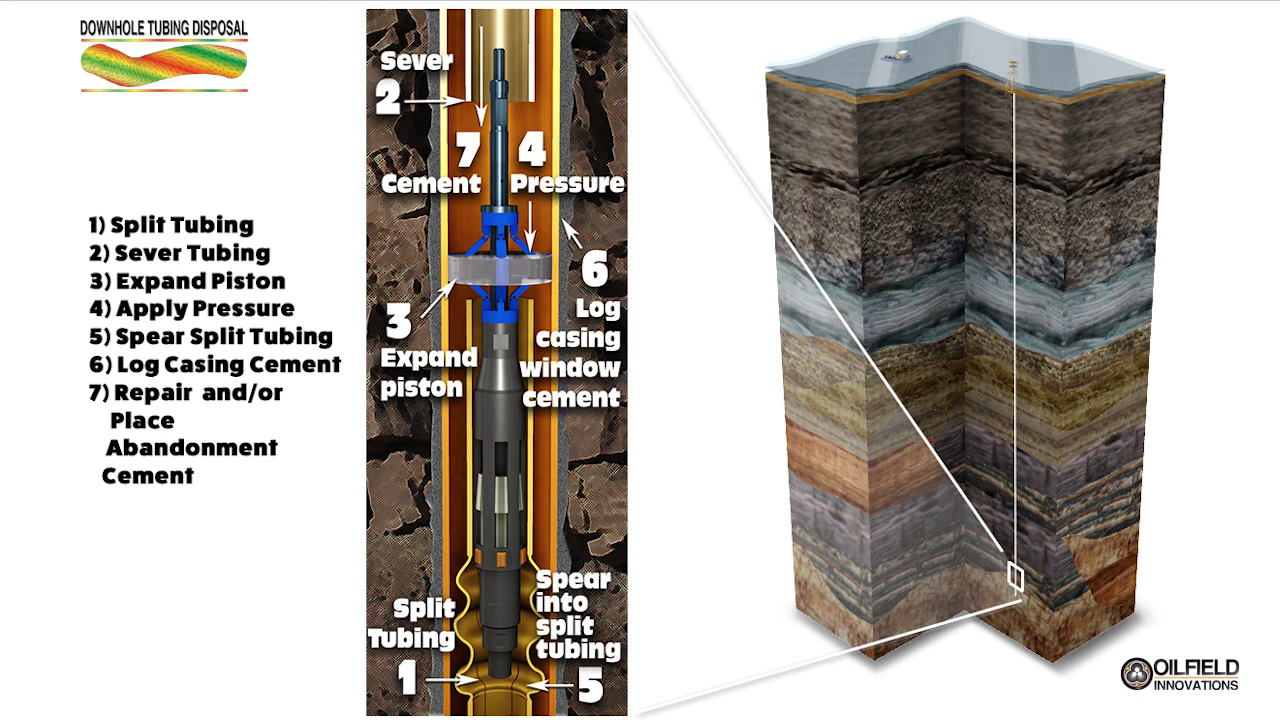 DOWNHOLE TUBING DISPOSAL
1) Split Tubing
2) Sever Tubing
3) Expand Piston
4) Apply Pressure
5) Spear Split Tubing
6) Log Casing Cement
7) Repair and/or
Place
Abandonment
Cement
Sever
2
7
Cement
4
Pressure
6
Log
casing
window
cement
3
Expand
piston
Split
Tubing
1
Spear
into
split
tubing
5
OILFIELD
INNOVATIONS